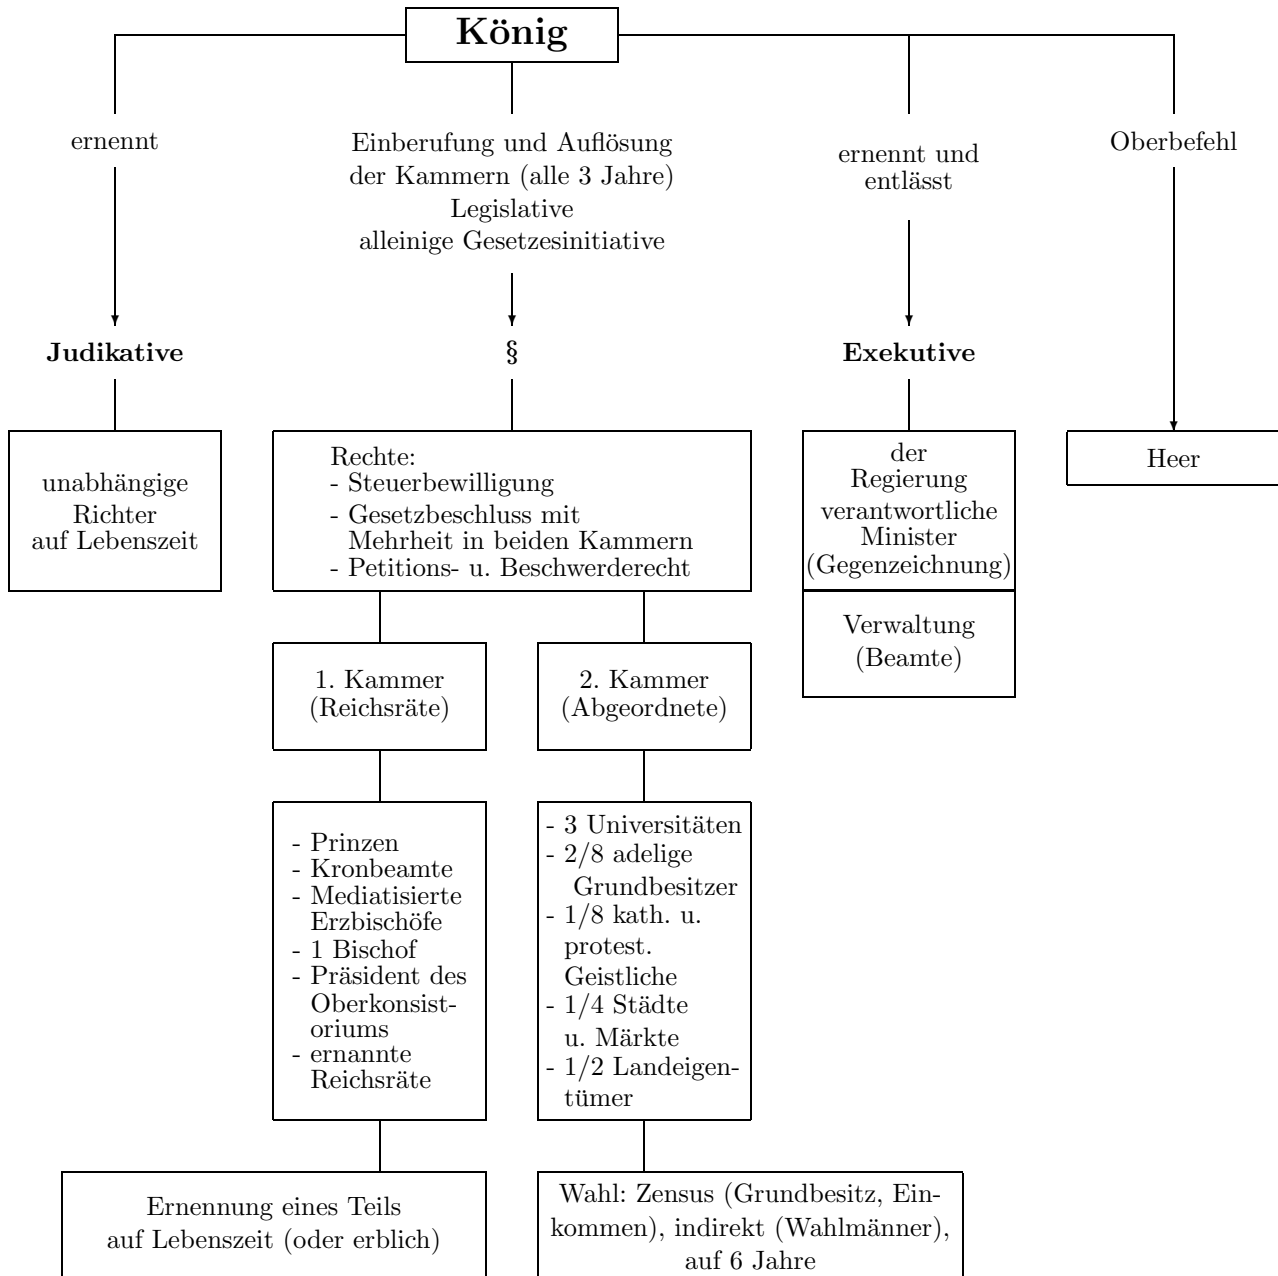 König
ernennt
Einberufung und Auflösung
der Kammern (alle 3 Jahre)
Legislative
alleinige Gesetzesinitiative
ernennt und
entlässt
Oberbefehl
Judikative
§
Exekutive
unabhängige
Richter
auf Lebenszeit
Rechte:
- Steuerbewilligung
- Gesetzbeschluss mit
Mehrheit in beiden Kammern
- Petitions- u. Beschwerderecht
der
Regierung
verantwortliche
Minister
(Gegenzeichnung)
Heer
Verwaltung
(Beamte)
1. Kammer
(Reichsräte)
2. Kammer
(Abgeordnete)
- Prinzen
- Kronbeamte
- Mediatisierte
Erzbischöfe
- 1 Bischof
- Präsident des
Oberkonsist-
oriums
- ernannte
Reichsräte
- 3 Universitäten
- 2/8 adelige
Grundbesitzer
- 1/8 kath. u.
protest.
Geistliche
- 1/4 Städte
u. Märkte
- 1/2 Landeigen-
tümer
Ernennung eines Teils
auf Lebenszeit (oder erblich)
Wahl: Zensus (Grundbesitz, Ein-
kommen), indirekt (Wahlmänner),
auf 6 Jahre